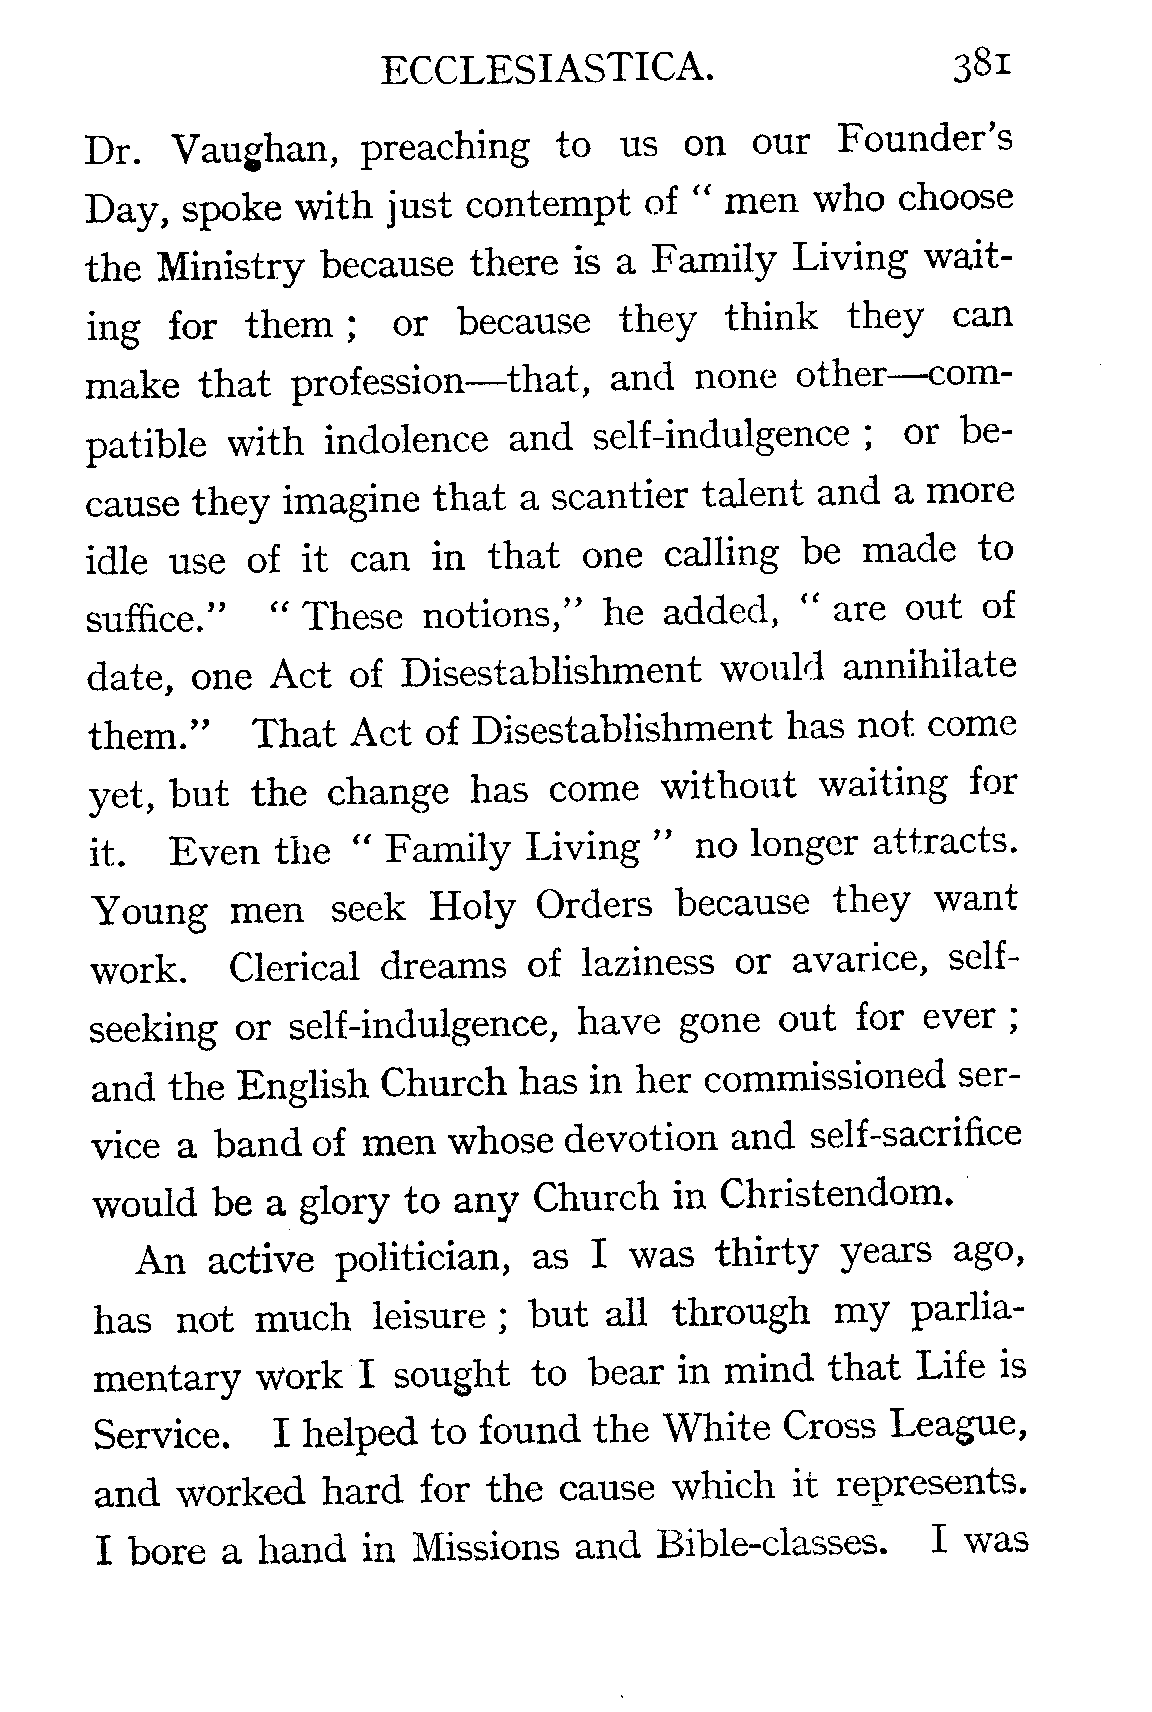 ECCLESIASTICA. 381
Dr. Vaughan, preaching to us on our Founder's
Day, spoke with just contempt of " men who choose
the Ministry because there is a Family Living wait-
ing for them ; or because they think they can
make that profession—that, and none other—com-
patible with indolence and self-indulgence ; or be-
cause they imagine that a scantier talent and a more
idle use of it can in that one calling be made to
suffice." " These notions," he added, " are out of
date, one Act of Disestablishment would annihilate
them." That Act of Disestablishment has not come
yet, but the change has come without waiting for
it. Even the " Family Living " no longer attracts.
Young men seek Holy Orders because they want
work. Clerical dreams of laziness or avarice, self-
seeking or self-indulgence, have gone out for ever ;
and the English Church has in her commissioned ser-
vice a band of men whose devotion and self-sacrifice
would be a glory to any Church in Christendom.
An active politician, as I was thirty years ago,
has not much leisure ; but all through my parlia-
mentary work I sought to bear in mind that Life is
Service. I helped to found the White Cross League,
and worked hard for the cause which it represents.
I bore a hand in Missions and Bible-classes. I was